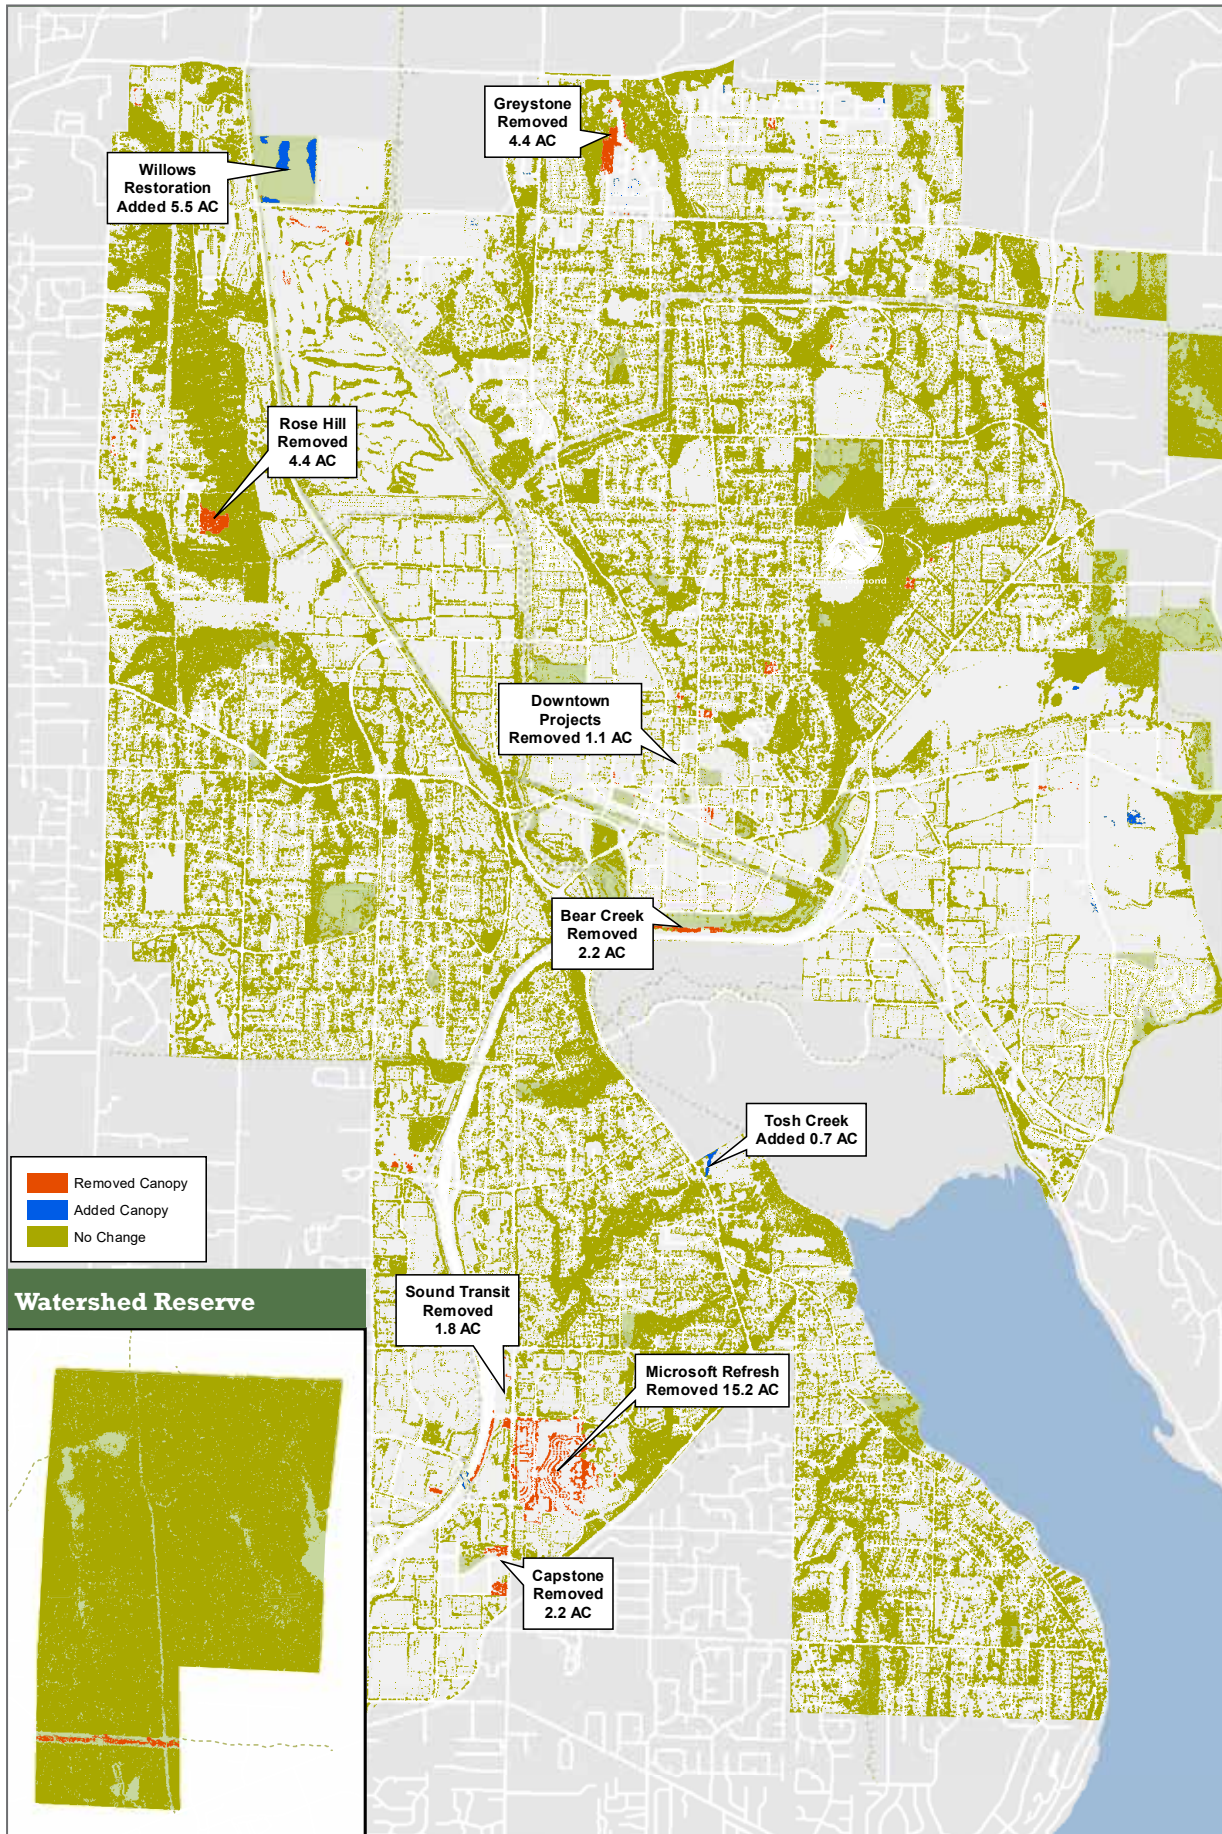 Greystone
Removed
4.4 AC
Willows
Restoration
Added 5.5 AC
Rose Hill
Removed
4.4 AC
Downtown
Projects
Removed 1.1 AC
Bear Creek
Removed
2.2 AC
Tosh Creek
Added 0.7 AC
Removed Canopy
Added Canopy
No Change
Watershed Reserve
Sound Transit
Removed
1.8 AC
Microsoft Refresh
Removed 15.2 AC
Capstone
Removed
2.2 AC